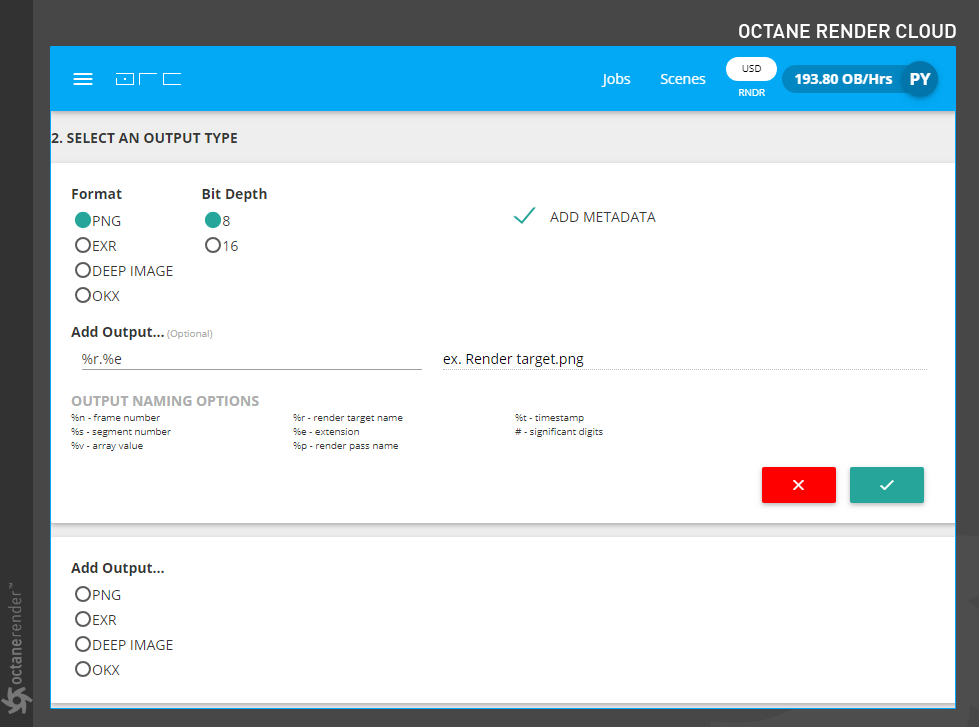 OCTANE RENDER CLOUD
Jobs Scenes USD 193.80 OB/Hrs PY
RNDR
2. SELECT AN OUTPUT TYPE
Format Bit Depth
ADD METADATA
PNG 8
EXR 16
DEEP IMAGE
OKX
Add Output... (Optional)
%r.%e ex. Render target.png
OUTPUT NAMING OPTIONS
%n - frame number %r - render target name %t - timestamp
%s - segment number %e - extension # - significant digits
%v - array value %p - render pass name
Add Output...
PNG
EXR
DEEP IMAGE
OKX
octanerender™